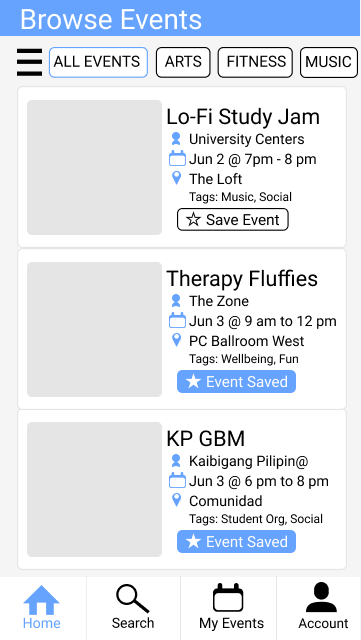 Browse Events
ALL EVENTS ARTS FITNESS MUSIC
Lo-Fi Study Jam
University Centers
Jun 2 @ 7pm - 8 pm
The Loft
Tags: Music, Social
Save Event
Therapy Fluffies
The Zone
Jun 3 @ 9 am to 12 pm
PC Ballroom West
Tags: Wellbeing, Fun
Event Saved
KP GBM
Kaibigang Pilipin@
Jun 3 @ 6 pm to 8 pm
Comunidad
Tags: Student Org, Social
Event Saved
Home Search My Events Account